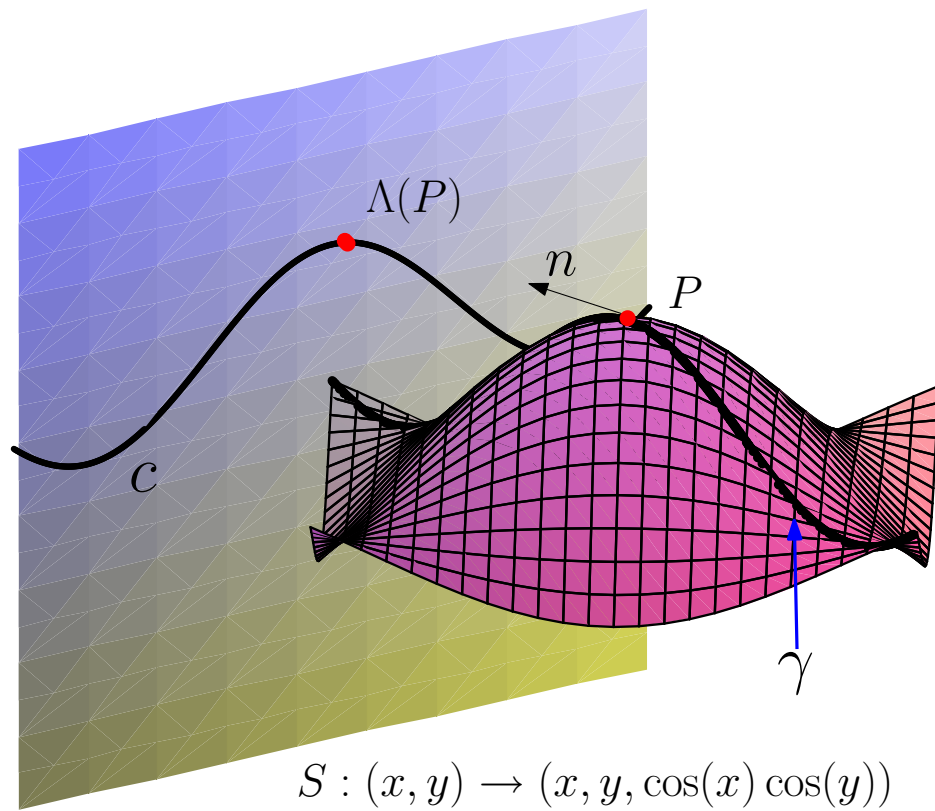 Λ(P)
n
P
c
γ
S : (x, y) → (x, y, cos(x) cos(y))